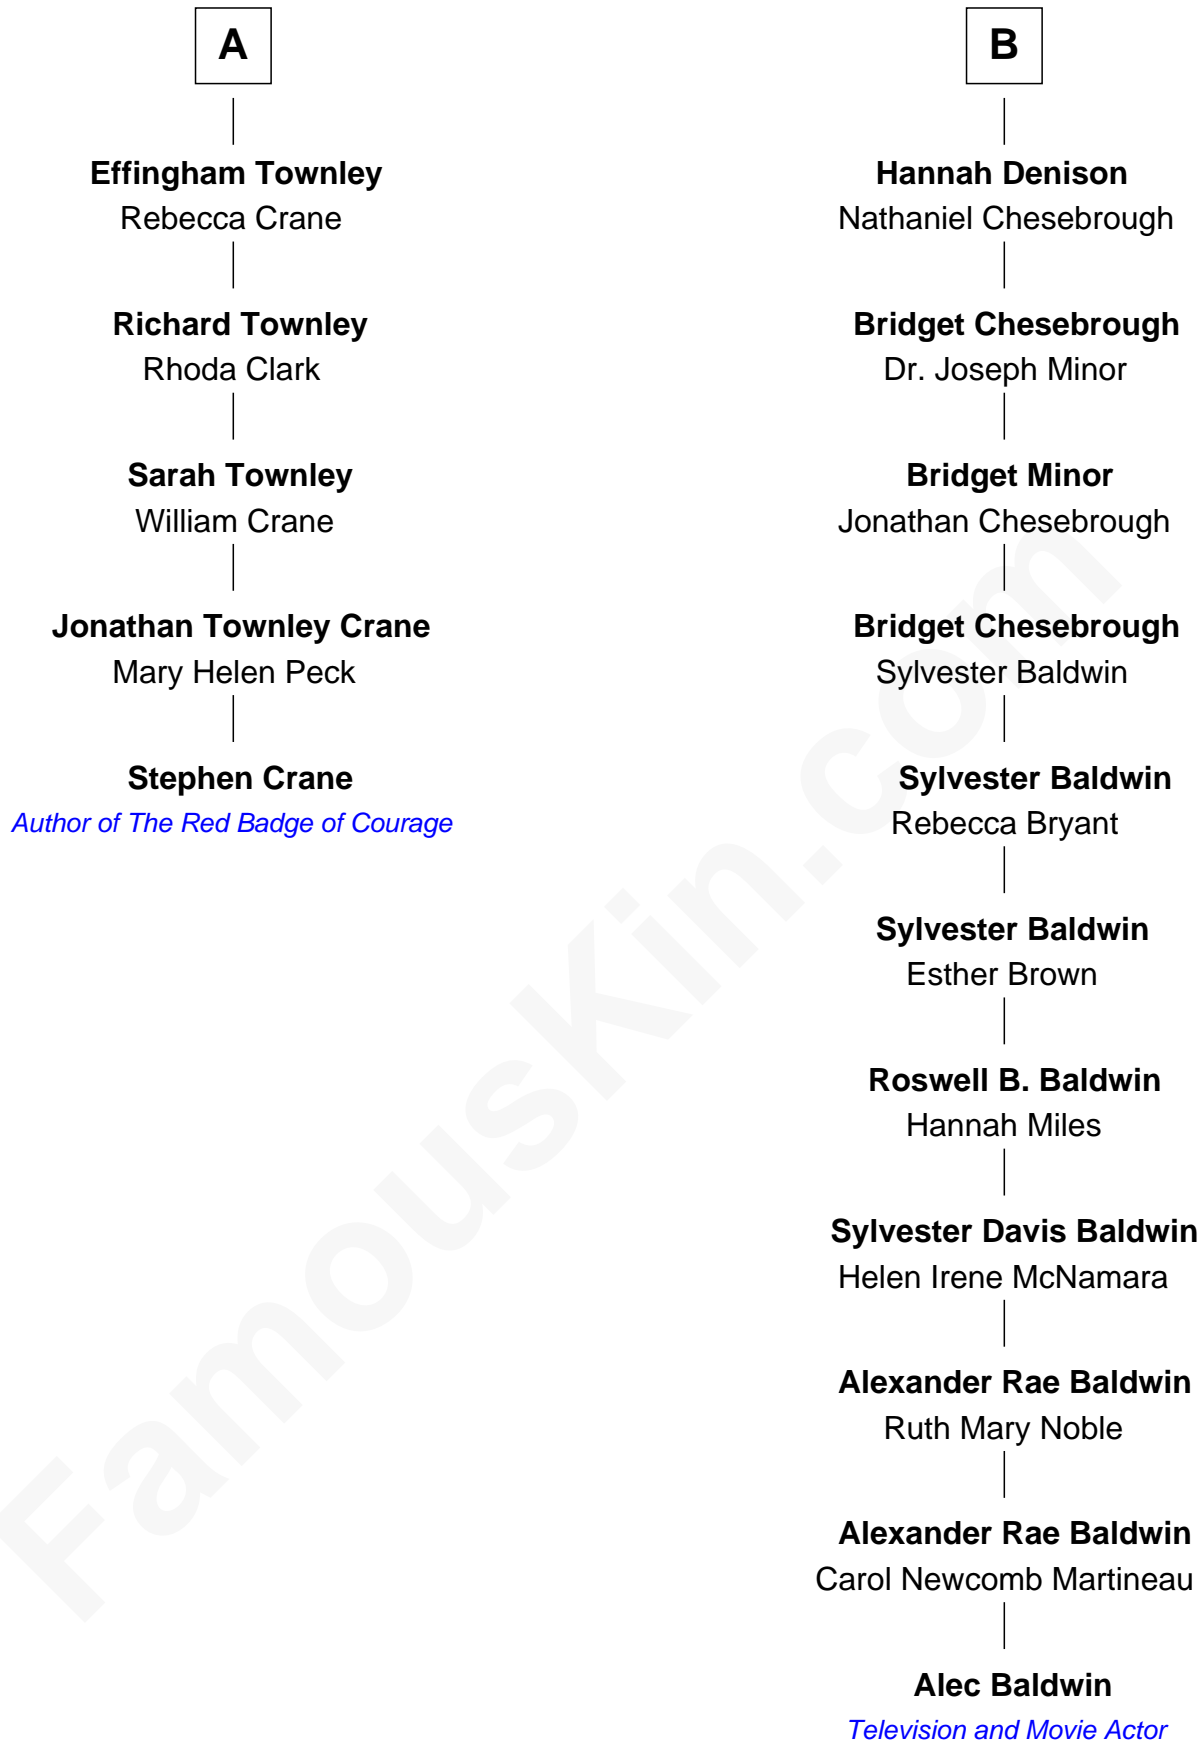 A
Effingham Townley
Rebecca Crane
Richard Townley
Rhoda Clark
Sarah Townley
William Crane
Jonathan Townley Crane
Mary Helen Peck
Stephen Crane
Author of The Red Badge of Courage
B
Hannah Denison
Nathaniel Chesebrough
Bridget Chesebrough
Dr. Joseph Minor
Bridget Minor
Jonathan Chesebrough
Bridget Chesebrough
Sylvester Baldwin
Sylvester Baldwin
Rebecca Bryant
Sylvester Baldwin
Esther Brown
Roswell B. Baldwin
Hannah Miles
Sylvester Davis Baldwin
Helen Irene McNamara
Alexander Rae Baldwin
Ruth Mary Noble
Alexander Rae Baldwin
Carol Newcomb Martineau
Alec Baldwin
Television and Movie Actor
FamousKin.com